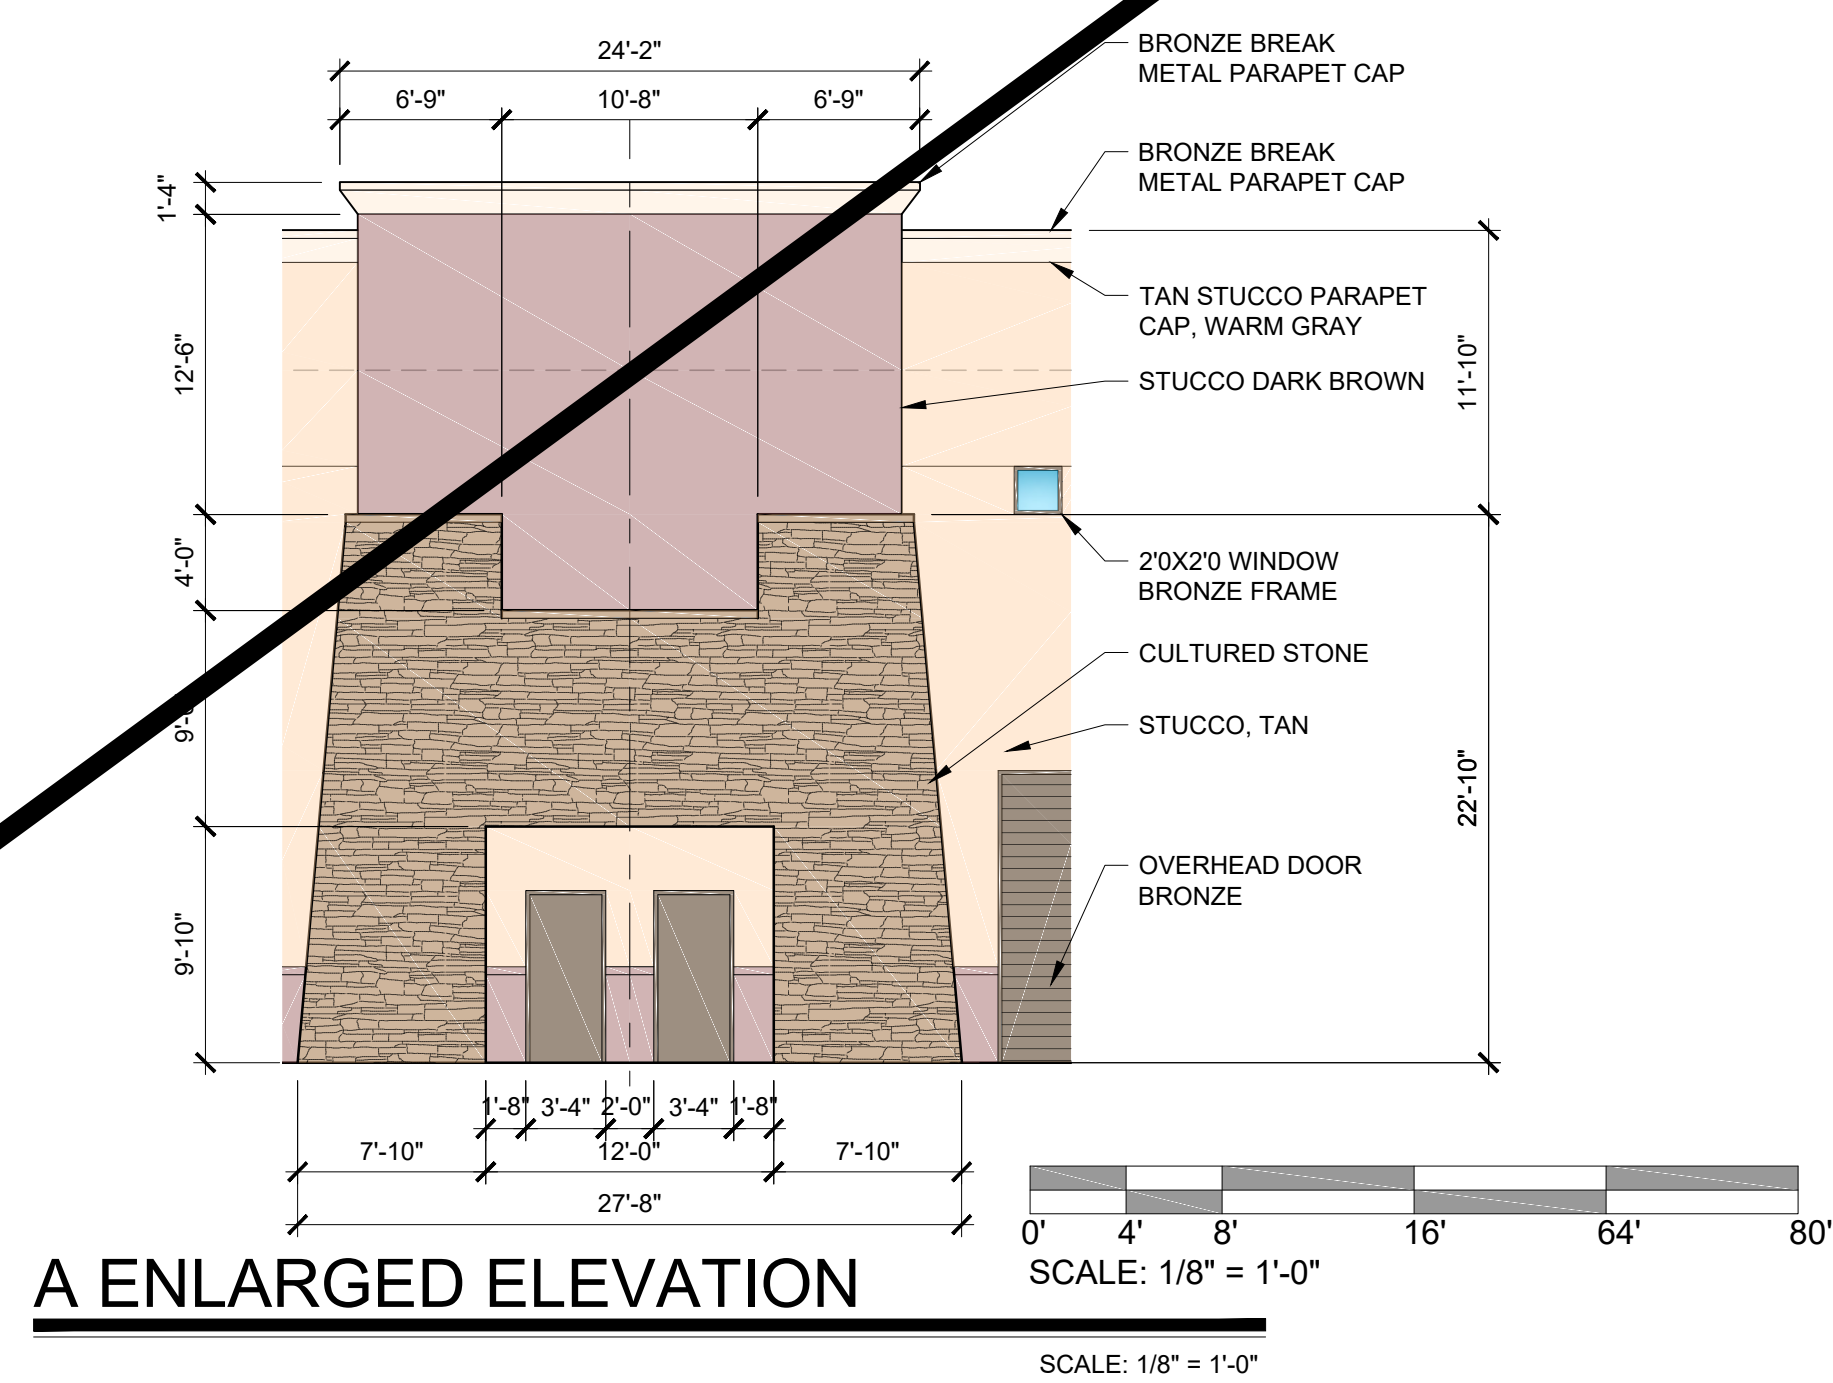 24'-2"
6'-9" 10'-8" 6'-9"
BRONZE BREAK
METAL PARAPET CAP
BRONZE BREAK
METAL PARAPET CAP
1'-4"
TAN STUCCO PARAPET
CAP, WARM GRAY
12'-6"
11'-10"
STUCCO DARK BROWN
4'-0"
2'0X2'0 WINDOW
BRONZE FRAME
CULTURED STONE
STUCCO, TAN
22'-10"
OVERHEAD DOOR
BRONZE
9'-10"
1'-8" 3'-4" 2'-0" 3'-4" 1'-8"
7'-10" 12'-0" 7'-10"
27'-8"
0' 4' 8' 16' 64' 80'
SCALE: 1/8" = 1'-0"
A ENLARGED ELEVATION
SCALE: 1/8" = 1'-0"